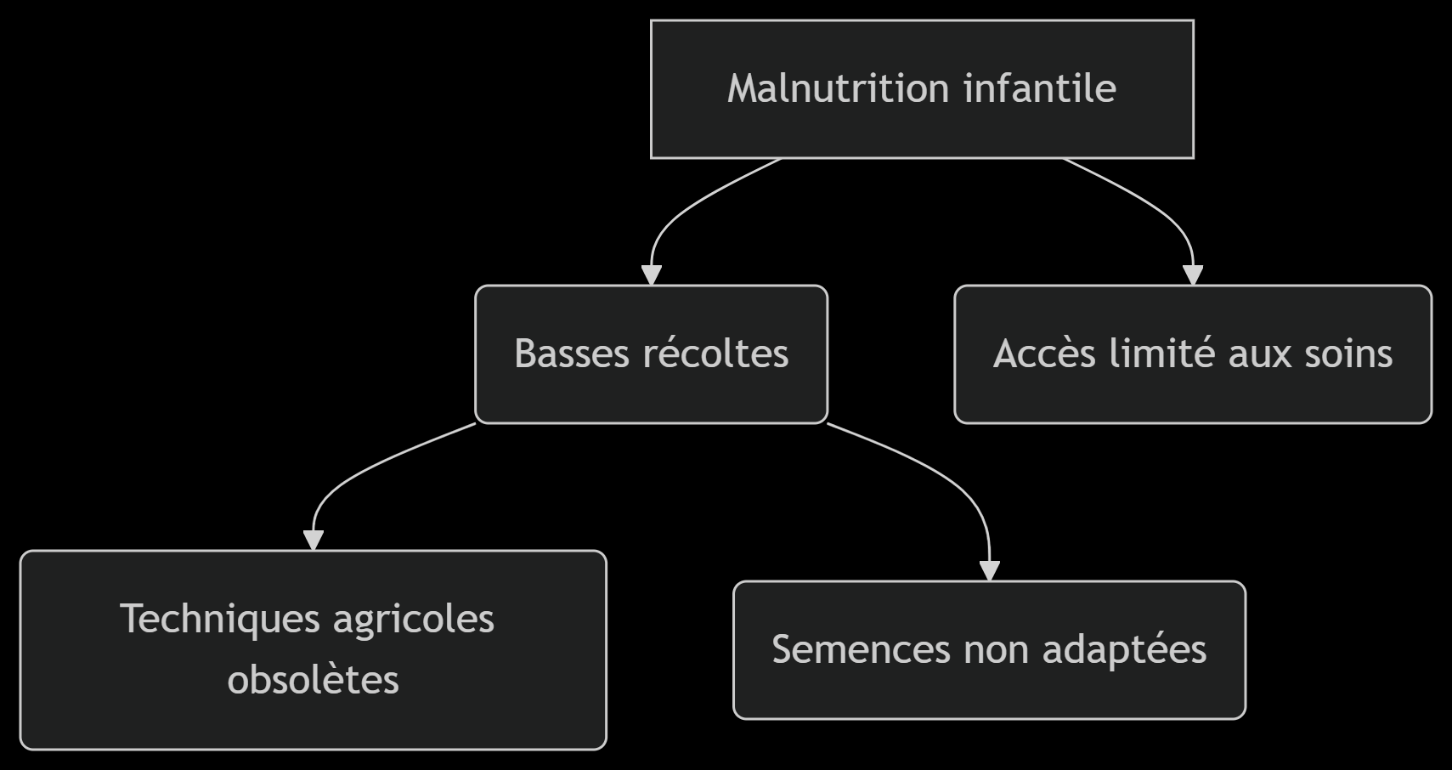 Malnutrition infantile
Basses récoltes
Accès limité aux soins
Techniques agricoles
obsolètes
Semences non adaptées